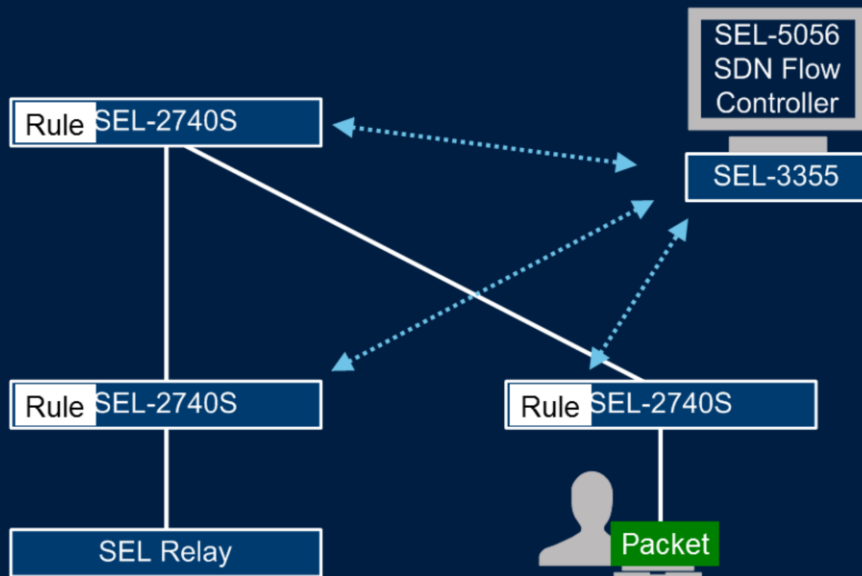 SEL-5056
SDN Flow
Controller
Rule SEL-2740S
SEL-3355
Rule SEL-2740S
Rule SEL-2740S
SEL Relay
Packet